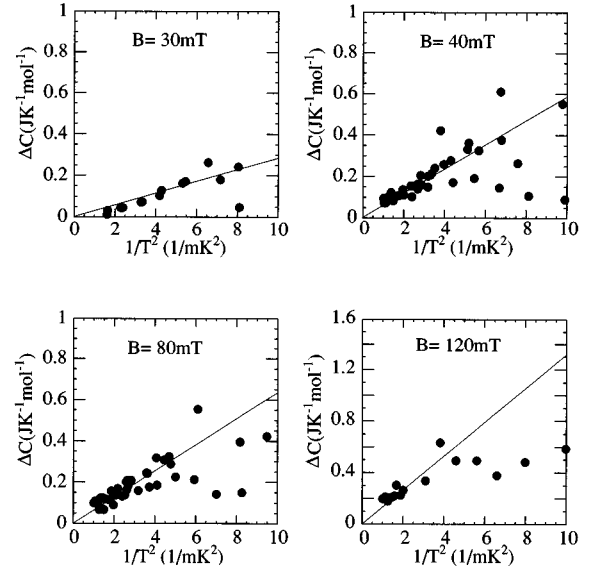 1
0.8
0.6
0.4
0.2
0
ΔC(JK⁻¹mol⁻¹)
B= 30mT
0 2 4 6 8 10
1/T² (1/mK²)
1
0.8
0.6
0.4
0.2
0
ΔC(JK⁻¹mol⁻¹)
B= 40mT
0 2 4 6 8 10
1/T² (1/mK²)
1
0.8
0.6
0.4
0.2
0
ΔC(JK⁻¹mol⁻¹)
B= 80mT
0 2 4 6 8 10
1/T² (1/mK²)
1.6
1.2
0.8
0.4
0
ΔC(JK⁻¹mol⁻¹)
B= 120mT
0 2 4 6 8 10
1/T² (1/mK²)